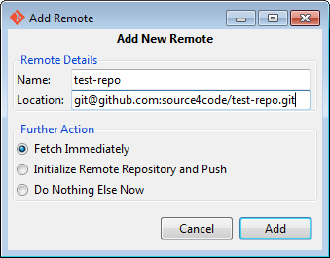 Add Remote
Add New Remote
Remote Details
Name: test-repo
Location: git@github.com:source4code/test-repo.git
Further Action
Fetch Immediately
Initialize Remote Repository and Push
Do Nothing Else Now
Cancel Add